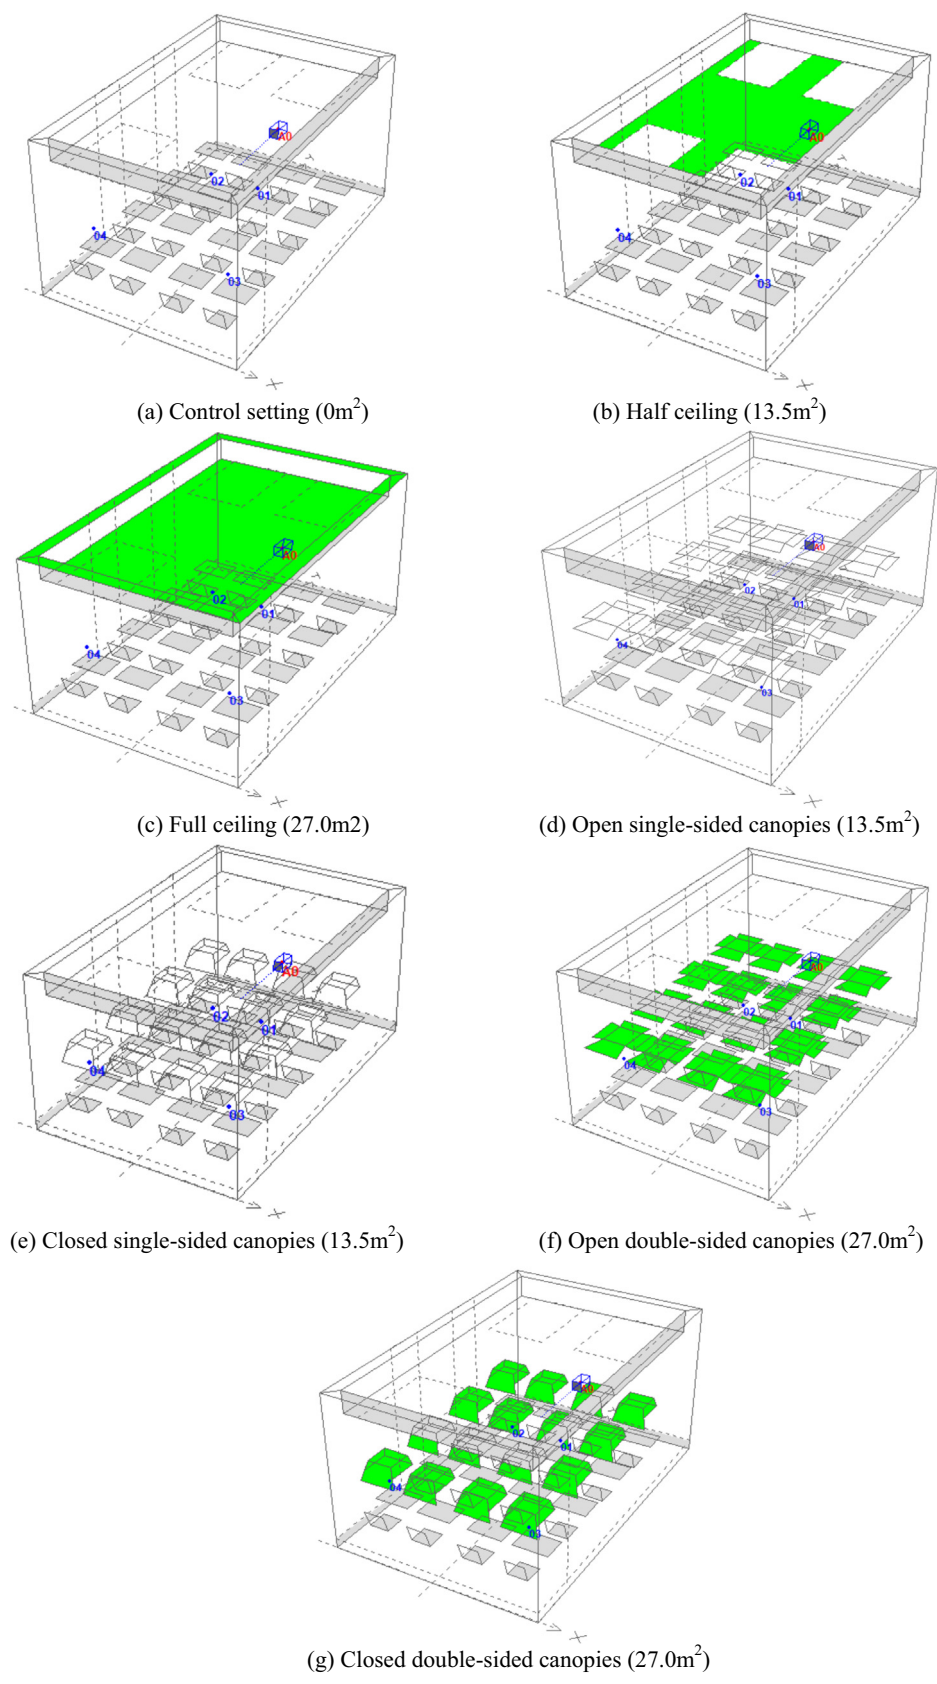 A0
02
01
04
03
X
A0
02
01
04
03
X
(a) Control setting (0m²)
(b) Half ceiling (13.5m²)
A0
02
01
04
03
X
A0
02
01
04
03
X
(c) Full ceiling (27.0m2)
(d) Open single-sided canopies (13.5m²)
A0
02
01
04
03
X
A0
02
01
04
03
X
(e) Closed single-sided canopies (13.5m²)
(f) Open double-sided canopies (27.0m²)
A0
02
01
04
03
X
(g) Closed double-sided canopies (27.0m²)